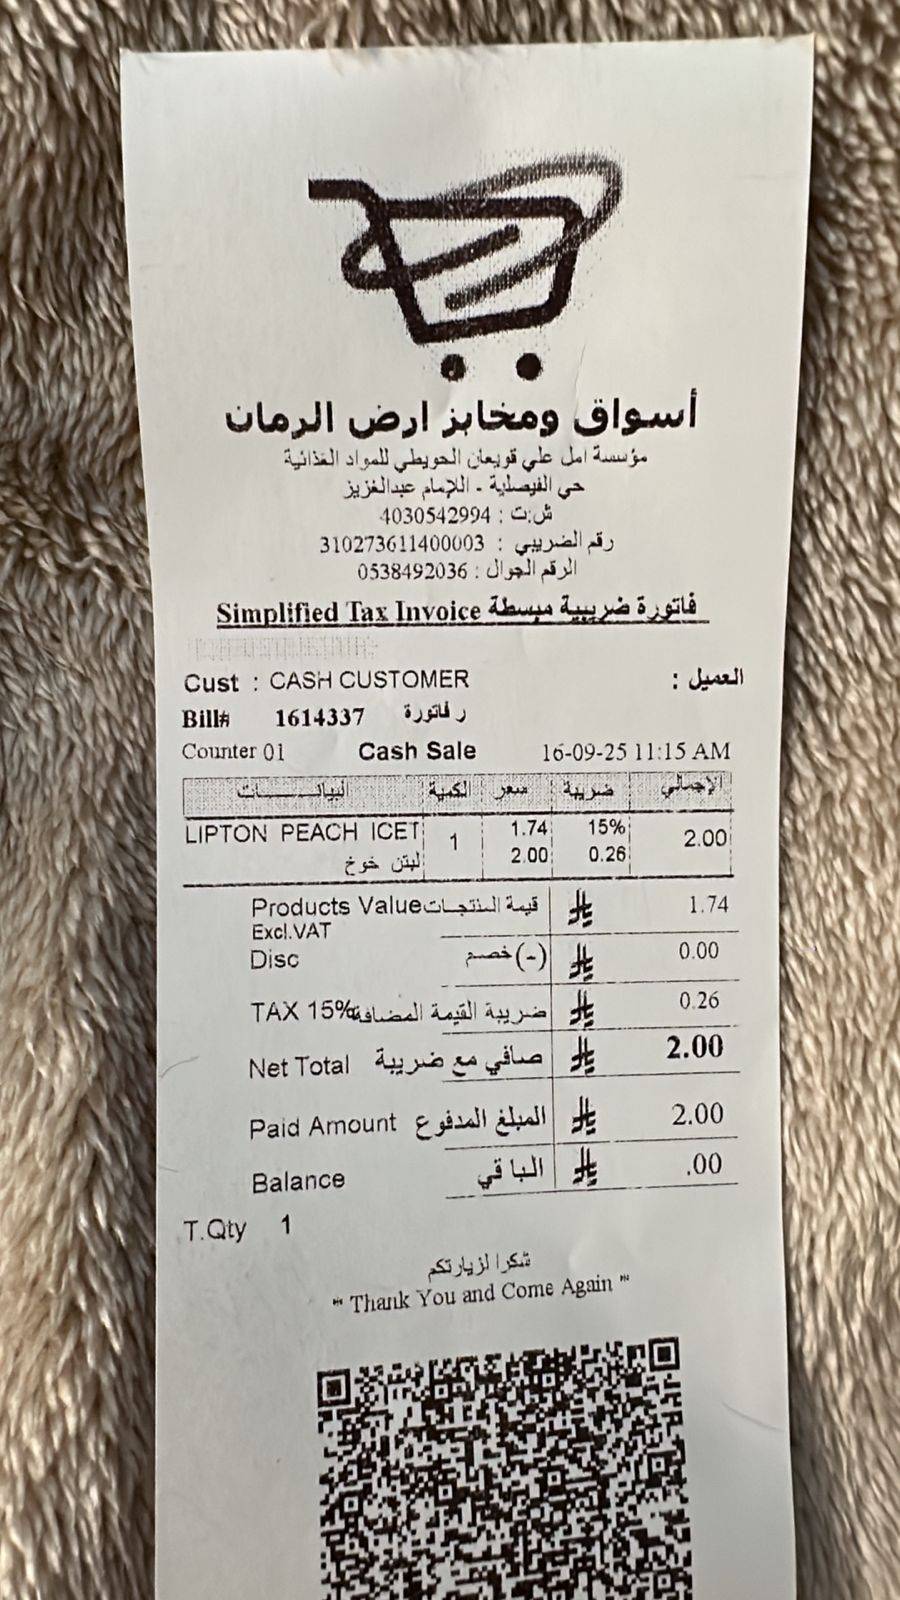 أسواق ومخابز ارض الرمان
مؤسسة امل علي قويعان الحويطي للمواد الغذائية
حي الفيصلية - اللإمام عبدالعزيز
ش:ت : 4030542994
رقم الضريبي : 310273611400003
الرقم الجوال : 0538492036
Simplified Tax Invoice فاتورة ضريبية مبسطة
Cust : CASH CUSTOMER العميل :
Bill# 1614337 ر فاتورة
Counter 01 Cash Sale 16-09-25 11:15 AM
البيانات الكمية سعر ضريبة الإجمالي
LIPTON PEACH ICET 1 1.74 15% 2.00
لبتن خوخ 2.00 0.26
Products Value قيمة المنتجات 1.74
Excl.VAT
Disc خصم (-) 0.00
TAX 15% ضريبة القيمة المضافة 0.26
Net Total صافي مع ضريبة 2.00
Paid Amount المبلغ المدفوع 2.00
Balance الباقي .00
T.Qty 1
شكرا لزيارتكم
"" Thank You and Come Again ""